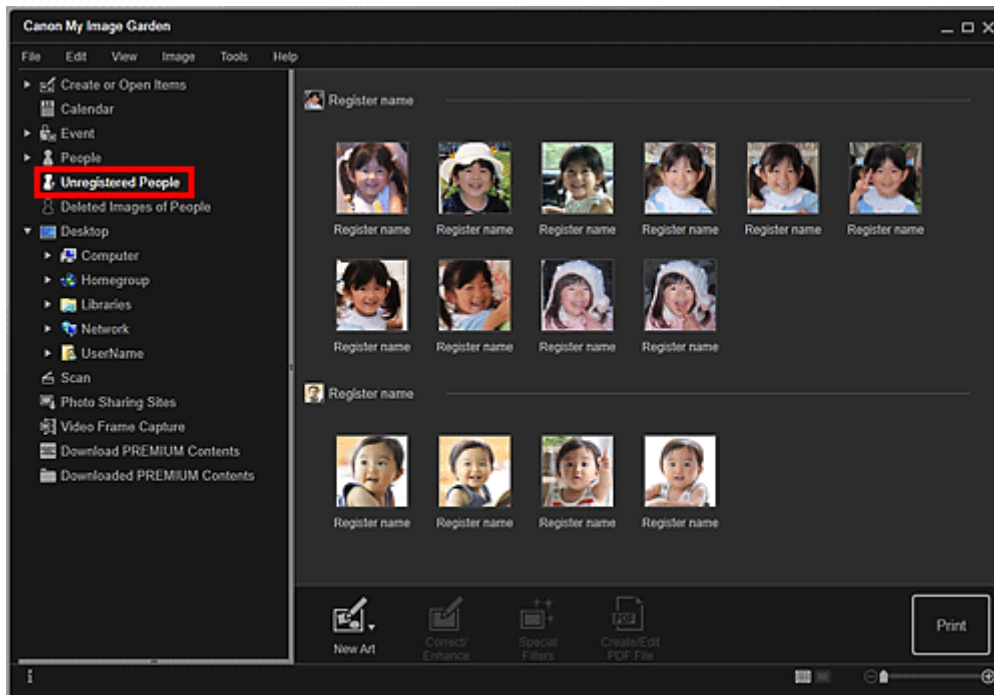 Canon My Image Garden
File Edit View Image Tools Help
Create or Open Items
Calendar
Event
People
Unregistered People
Deleted Images of People
Desktop
Computer
Homegroup
Libraries
Network
UserName
Scan
Photo Sharing Sites
Video Frame Capture
Download PREMIUM Contents
Downloaded PREMIUM Contents
Register name
Register name Register name Register name Register name Register name Register name
Register name Register name Register name Register name
Register name
Register name Register name Register name Register name
New Art
Correct/
Enhance
Special
Filters
Create/Edit
PDF File
PDF
Print